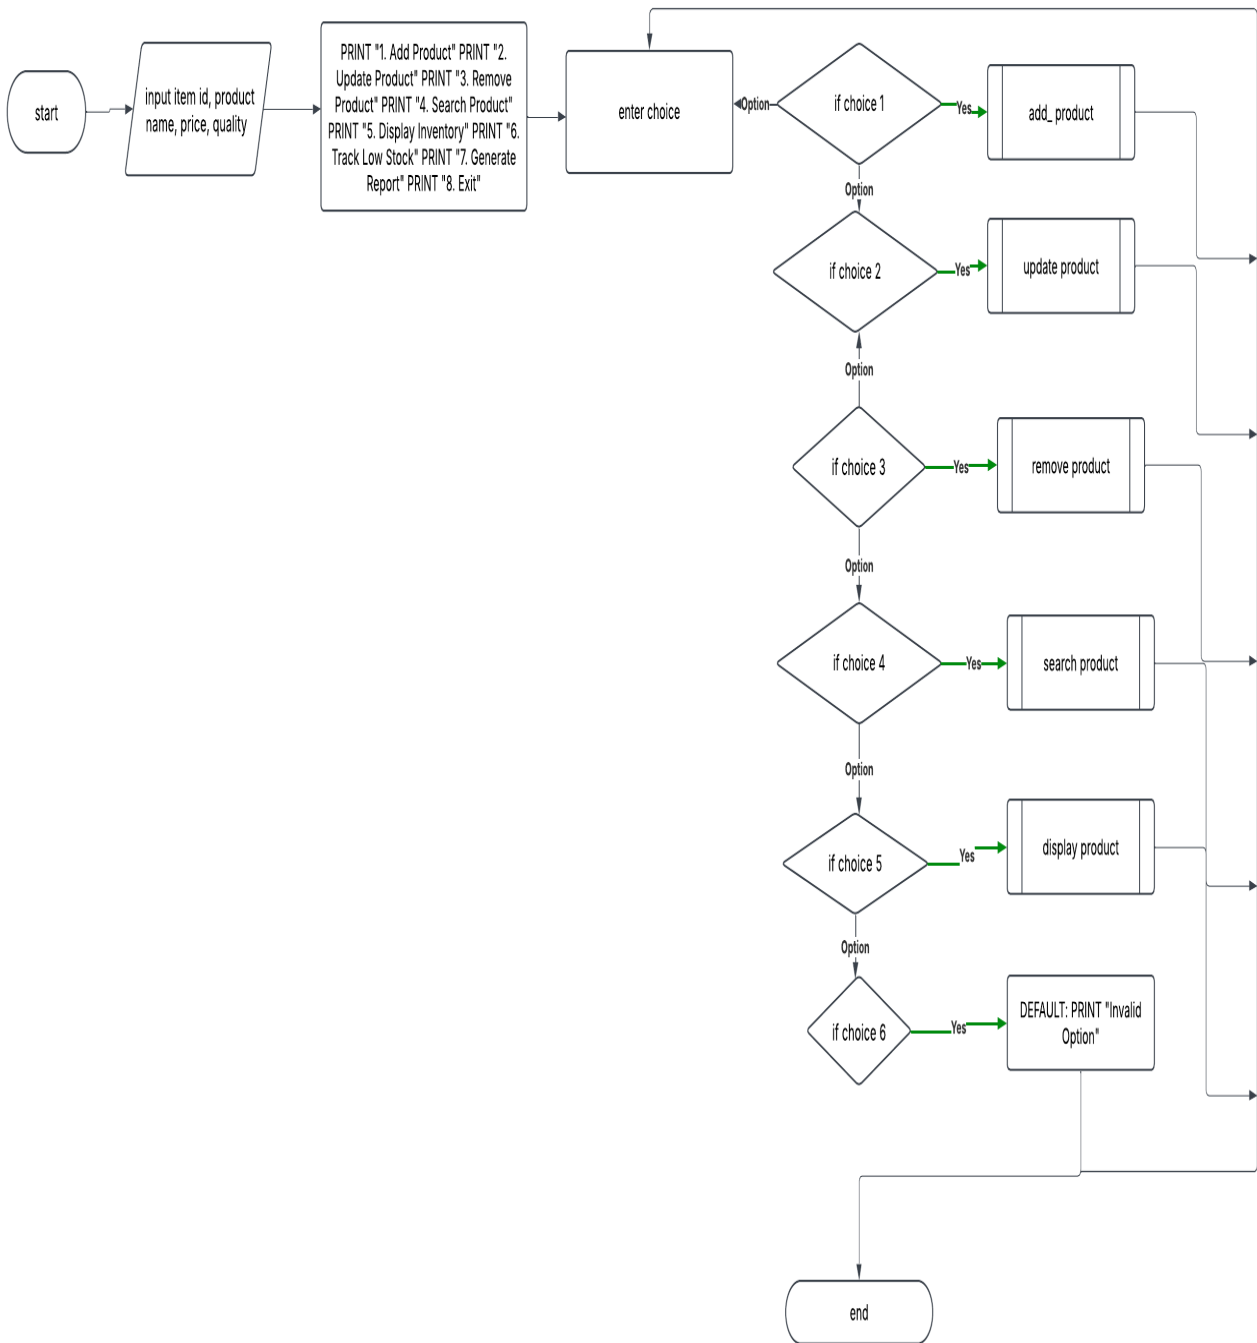 start
input item id, product
name, price, quality
PRINT "1. Add Product" PRINT "2.
Update Product" PRINT "3. Remove
Product" PRINT "4. Search Product"
PRINT "5. Display Inventory" PRINT "6.
Track Low Stock" PRINT "7. Generate
Report" PRINT "8. Exit"
enter choice
Option
if choice 1
Yes
add_ product
Option
if choice 2
Yes
update product
Option
if choice 3
Yes
remove product
Option
if choice 4
Yes
search product
Option
if choice 5
Yes
display product
Option
if choice 6
Yes
DEFAULT: PRINT "Invalid
Option"
end